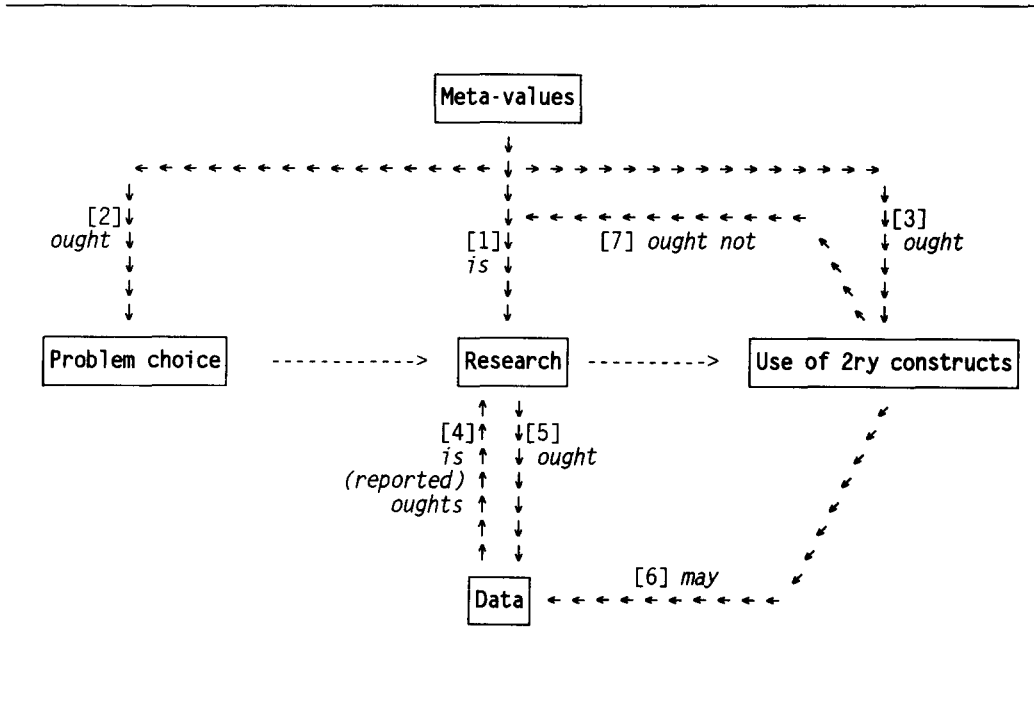 Meta-values
[2]
ought
[1]
is
[7] ought not
[3]
ought
Problem choice
Research
Use of 2ry constructs
[4]
is
(reported)
oughts
[5]
ought
[6] may
Data